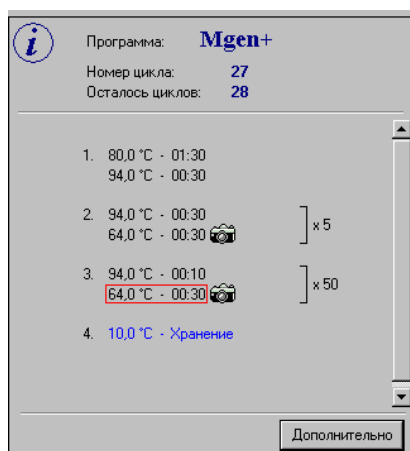 i
Программа: Mgen+
Номер цикла: 27
Осталось циклов: 28
1. 80,0 °C - 01:30
94,0 °C - 00:30
2. 94,0 °C - 00:30
64,0 °C - 00:30
x 5
3. 94,0 °C - 00:10
64,0 °C - 00:30
x 50
4. 10,0 °C - Хранение
Дополнительно